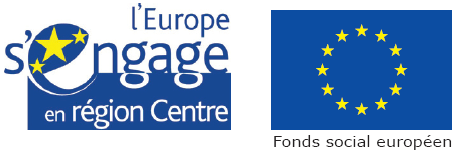 l'Europe
s'engage
en région Centre
Fonds social européen